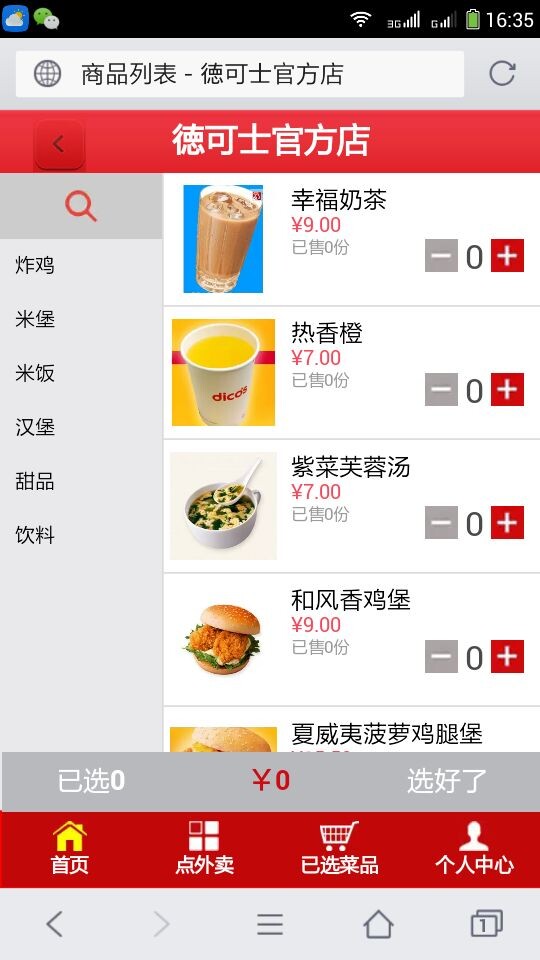 3G G 16:35
商品列表 - 德可士官方店
德可士官方店
炸鸡
米堡
米饭
汉堡
甜品
饮料
幸福奶茶
¥9.00
已售0份
0
热香橙
¥7.00
已售0份
0
dicos
紫菜芙蓉汤
¥7.00
已售0份
0
和风香鸡堡
¥9.00
已售0份
0
夏威夷菠萝鸡腿堡
已选0
¥0
选好了
首页
点外卖
已选菜品
个人中心
1